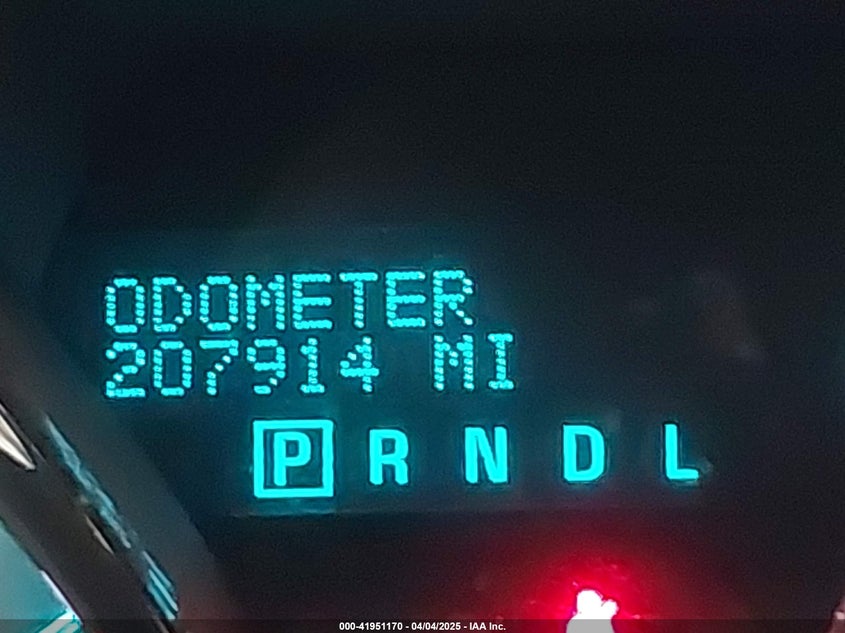 ODOMETER
207914 MI
P R N D L
000-41951170 - 04/04/2025 - IAA Inc.